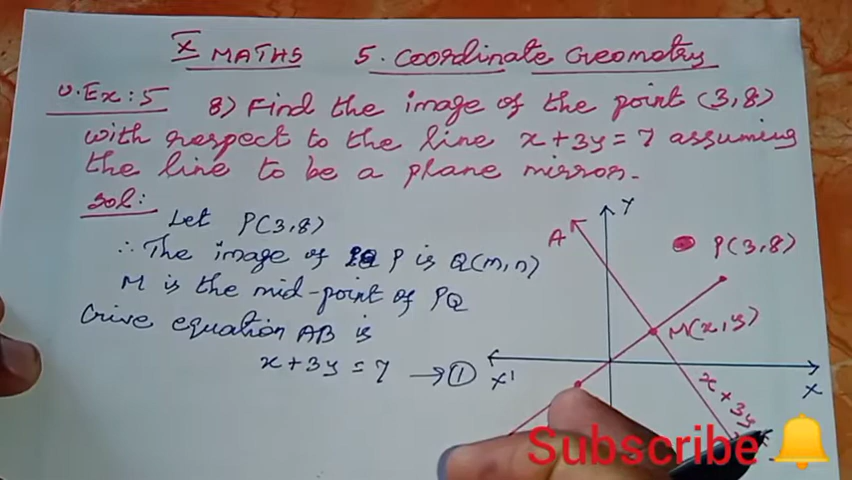 X MATHS 5. Coordinate Geometry
U.Ex: 5 8) Find the image of the point (3,8)
with respect to the line x+3y=7 assuming
the line to be a plane mirror.
Sol:
Let P(3,8)
∴ The image of P is Q(m,n)
M is the mid-point of PQ
Give equation AB is
x+3y=7 → ①
Y
A
P(3,8)
M(x,y)
X'
X
x+3y
Subscribe